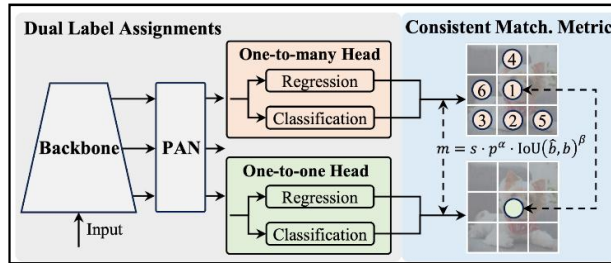 Dual Label Assignments
Consistent Match. Metric
One-to-many Head
Regression
Classification
Backbone
PAN
One-to-one Head
Regression
Classification
Input
4
6 1
3 2 5
m = s · p^α · IoU(b̂, b)^β